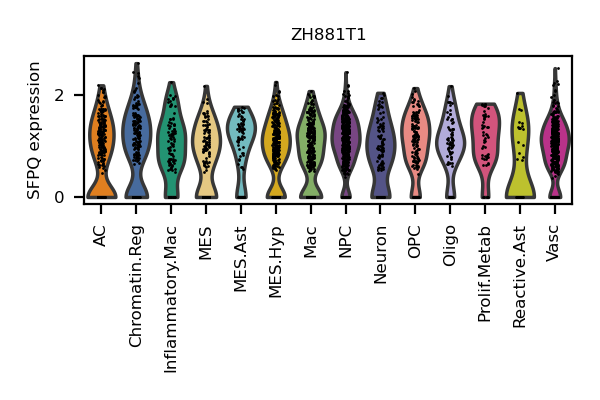 ZH881T1
SFPQ expression
2
0
AC
Chromatin.Reg
Inflammatory.Mac
MES
MES.Ast
MES.Hyp
Mac
NPC
Neuron
OPC
Oligo
Prolif.Metab
Reactive.Ast
Vasc